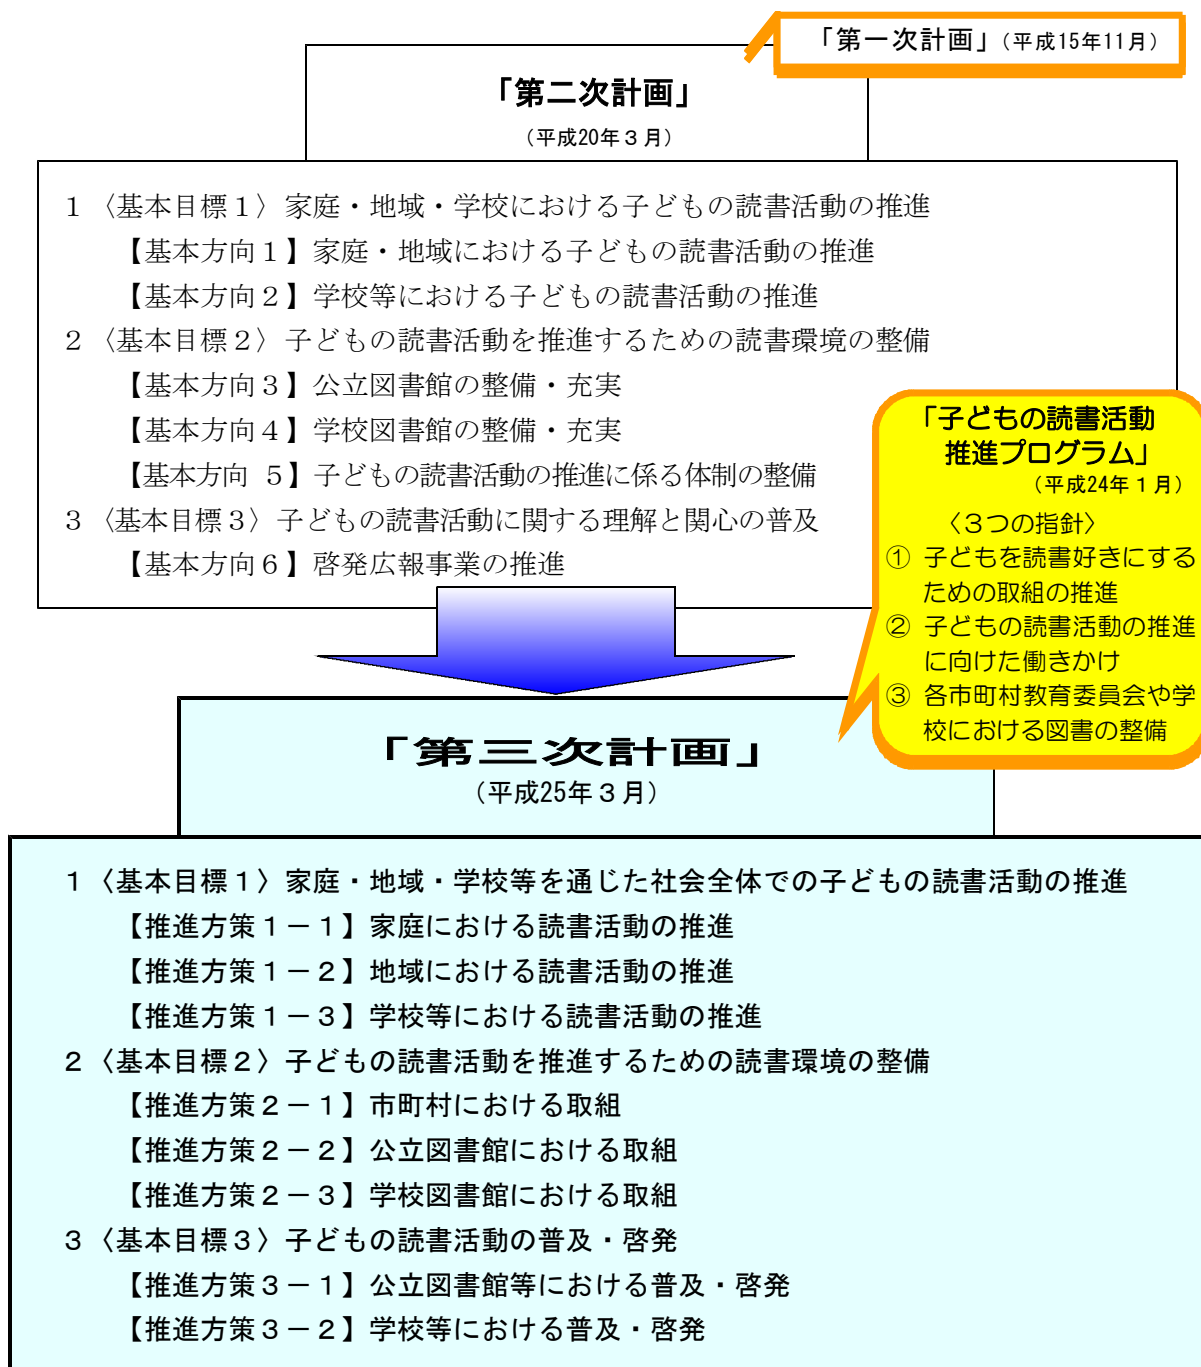 「第一次計画」（平成15年11月）
「第二次計画」
（平成20年３月）
１〈基本目標１〉家庭・地域・学校における子どもの読書活動の推進
【基本方向１】家庭・地域における子どもの読書活動の推進
【基本方向２】学校等における子どもの読書活動の推進
２〈基本目標２〉子どもの読書活動を推進するための読書環境の整備
【基本方向３】公立図書館の整備・充実
【基本方向４】学校図書館の整備・充実
【基本方向 ５】子どもの読書活動の推進に係る体制の整備
３〈基本目標３〉子どもの読書活動に関する理解と関心の普及
【基本方向６】啓発広報事業の推進
「子どもの読書活動
推進プログラム」
（平成24年１月）
〈３つの指針〉
① 子どもを読書好きにする
ための取組の推進
② 子どもの読書活動の推進
に向けた働きかけ
③ 各市町村教育委員会や学
校における図書の整備
「第三次計画」
（平成25年３月）
１〈基本目標１〉家庭・地域・学校等を通じた社会全体での子どもの読書活動の推進
【推進方策１－１】家庭における読書活動の推進
【推進方策１－２】地域における読書活動の推進
【推進方策１－３】学校等における読書活動の推進
２〈基本目標２〉子どもの読書活動を推進するための読書環境の整備
【推進方策２－１】市町村における取組
【推進方策２－２】公立図書館における取組
【推進方策２－３】学校図書館における取組
３〈基本目標３〉子どもの読書活動の普及・啓発
【推進方策３－１】公立図書館等における普及・啓発
【推進方策３－２】学校等における普及・啓発